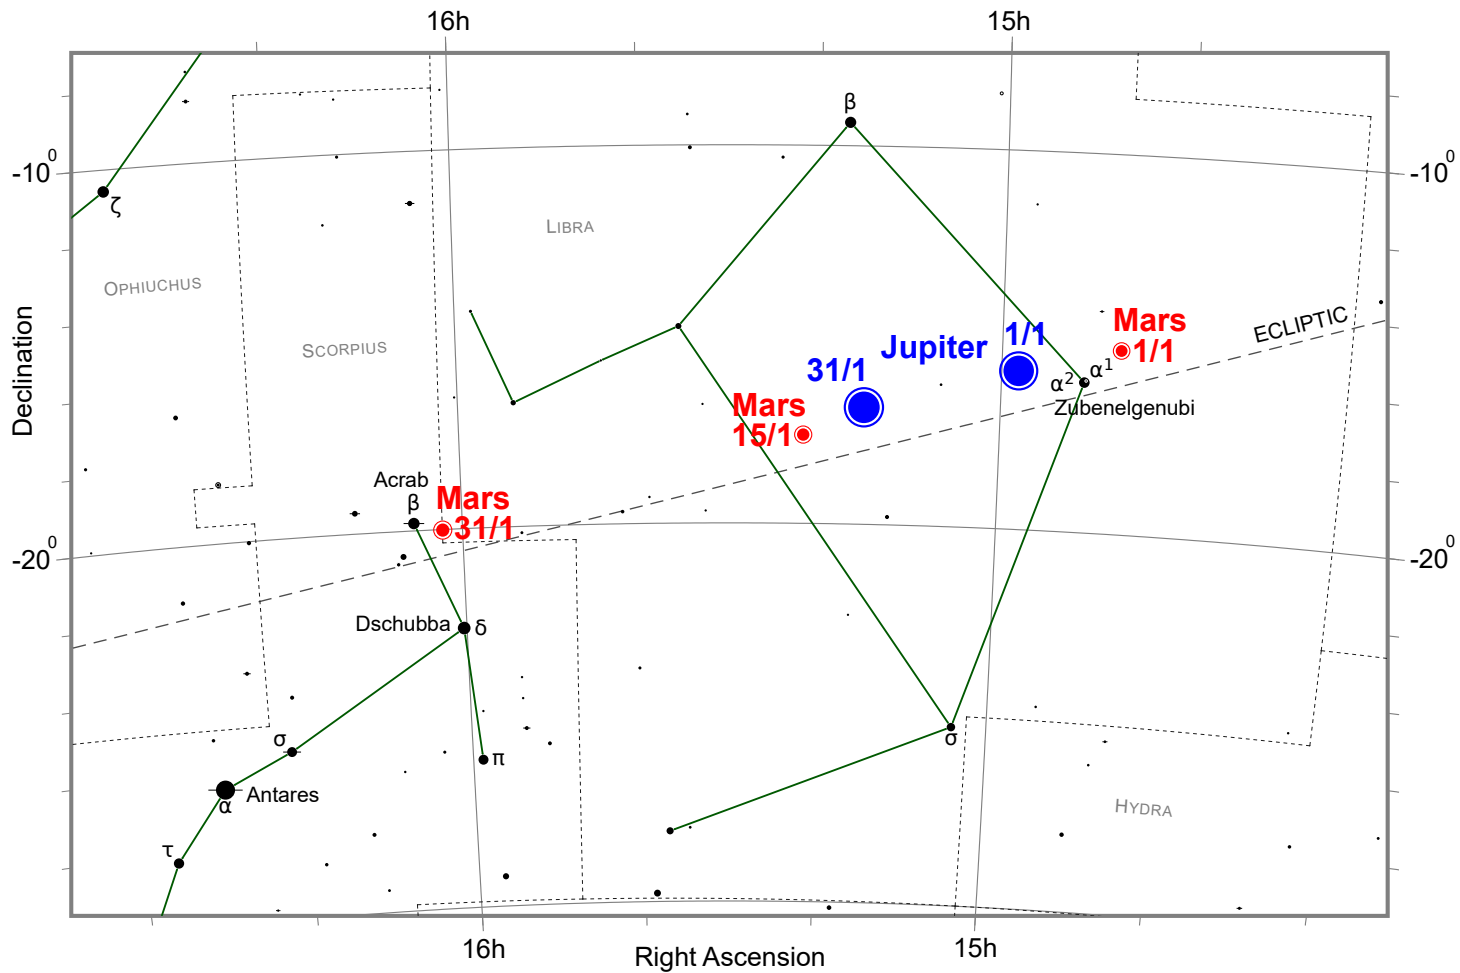 16h
15h
β
-10⁰
-10⁰
ζ
LIBRA
OPHIUCHUS
SCORPIUS
ECLIPTIC
Mars
1/1
1/1
Jupiter
31/1
α² α¹
Zubenelgenubi
Mars
15/1
Declination
Acrab
β
Mars
31/1
-20⁰
-20⁰
Dschubba
δ
σ
π
σ
Antares
α
HYDRA
τ
16h
15h
Right Ascension